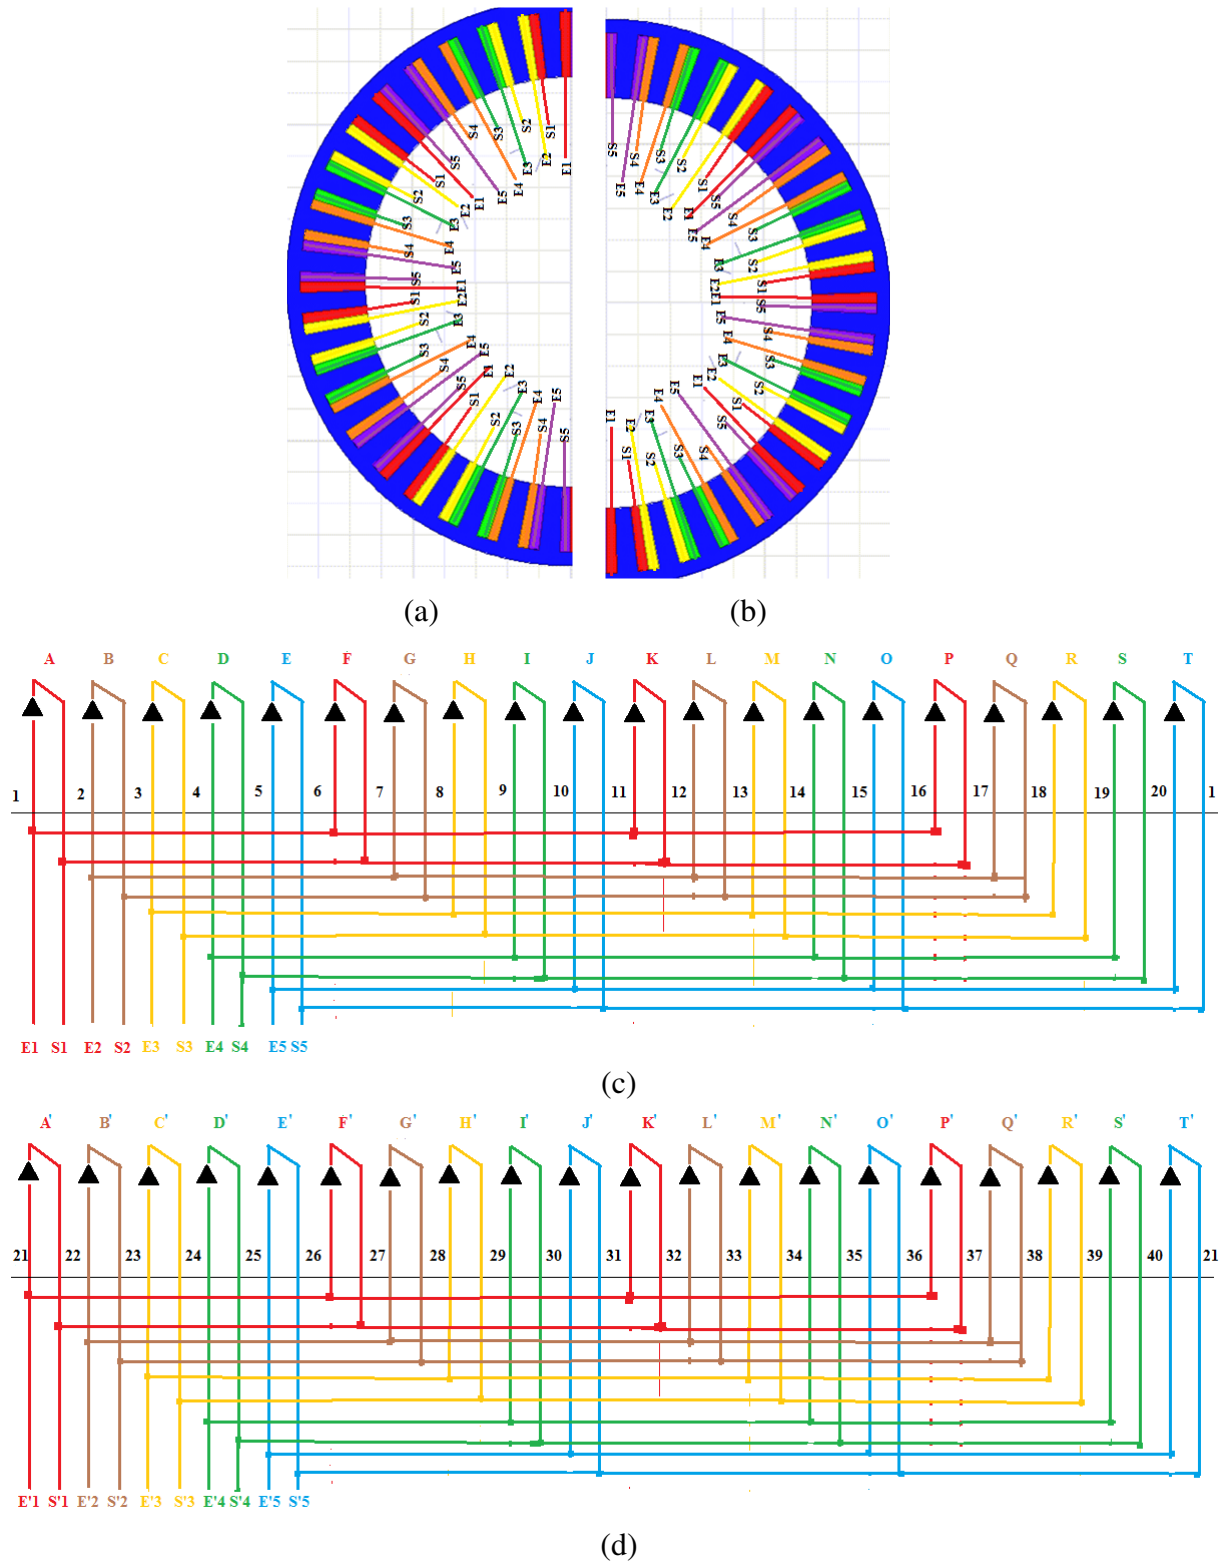 S4 S3 S2 S1
S5 E3 E2 E1
S1 E4
S2 E5
E2 E1
S3 E3
S4 E4
S5 E5
E1
S1 E2
S2 E3
S3 E4
S4 E5
S5 E1 E2
S1 E3
S2 E4 E5
S3 S4 S5
S5 S4 S3 S2
E5 E4 E3 S1
E2 E1 S5
E5 S4
E4 S3
E3 S2
E2 E1 S1
S5
E5 S4
E4 S3
E3
E2 S2
E1 S1
E5 S5
E4
E1 E2 E3 S4
S1 S2 S3
(a) (b)
A B C D E F G H I J K L M N O P Q R S T
1 2 3 4 5 6 7 8 9 10 11 12 13 14 15 16 17 18 19 20 1
E1 S1 E2 S2 E3 S3 E4 S4 E5 S5
(c)
A' B' C' D' E' F' G' H' I' J' K' L' M' N' O' P' Q' R' S' T'
21 22 23 24 25 26 27 28 29 30 31 32 33 34 35 36 37 38 39 40 21
E'1 S'1 E'2 S'2 E'3 S'3 E'4 S'4 E'5 S'5
(d)